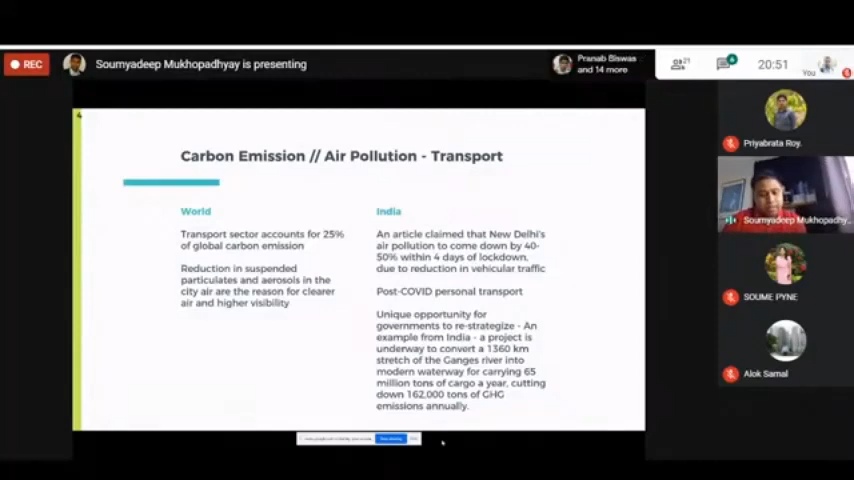 REC
Soumyadeep Mukhopadhyay is presenting
Pranab Biswas
and 14 more
21
6
20:51
You
4
Carbon Emission // Air Pollution - Transport
World
Transport sector accounts for 25%
of global carbon emission
Reduction in suspended
particulates and aerosols in the
city air are the reason for clearer
air and higher visibility
India
An article claimed that New Delhi's
air pollution to come down by 40-
50% within 4 days of lockdown,
due to reduction in vehicular traffic
Post-COVID personal transport
Unique opportunity for
governments to re-strategize - An
example from India - a project is
underway to convert a 1360 km
stretch of the Ganges river into
modern waterway for carrying 65
million tons of cargo a year, cutting
down 162,000 tons of GHG
emissions annually.
Priyabrata Roy.
Soumyadeep Mukhopadhy...
SOUME PYNE
Alok Samal